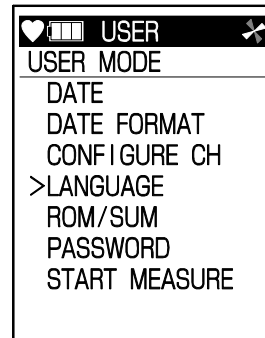 USER
USER MODE
DATE
DATE FORMAT
CONFIGURE CH
>LANGUAGE
ROM/SUM
PASSWORD
START MEASURE